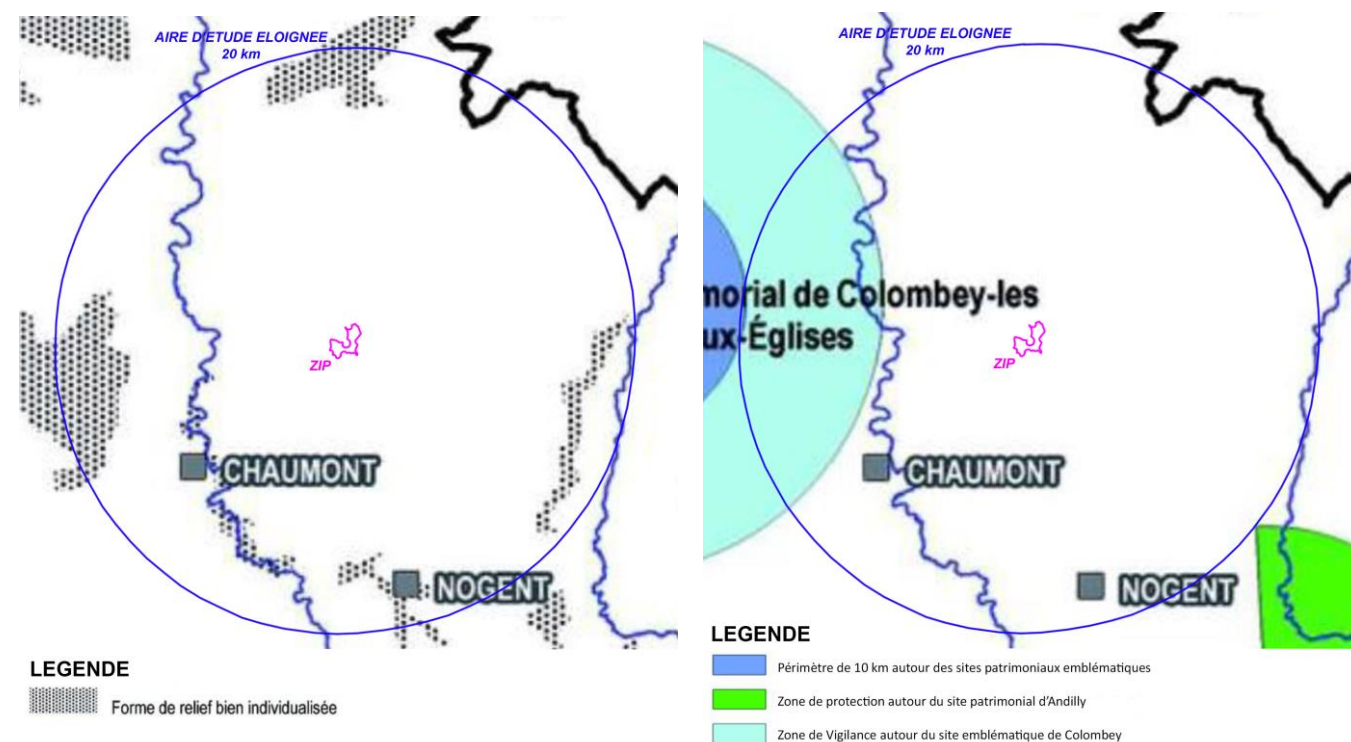 AIRE D'ETUDE ELOIGNEE
20 km
ZIP
CHAUMONT
NOGENT
LEGENDE
Forme de relief bien individualisée
AIRE D'ETUDE ELOIGNEE
20 km
morial de Colombey-les
ux-Églises
ZIP
CHAUMONT
NOGENT
LEGENDE
Périmètre de 10 km autour des sites patrimoniaux emblématiques
Zone de protection autour du site patrimonial d'Andilly
Zone de Vigilance autour du site emblématique de Colombey